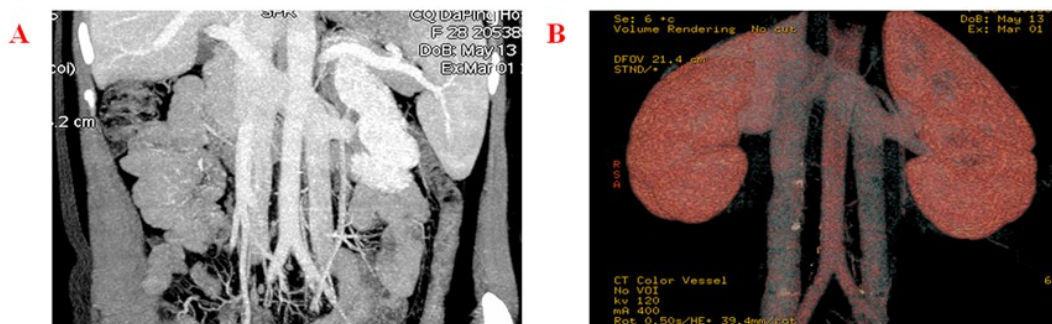 A
SPR
CQ DaPing Ho
F 28 20538
DoB: May 13
Ex:Mar 01
col)
.2 cm
B
Se: 6 +c
Volume Rendering No cut
DFOV 21.4 cm
STND/+
DoB: May 13
Ex: Mar 01
R
S
A
CT Color Vessel
No VOI
kv 120
mA 400
Rot 0.50s/HE+ 39.4mm/rot
6